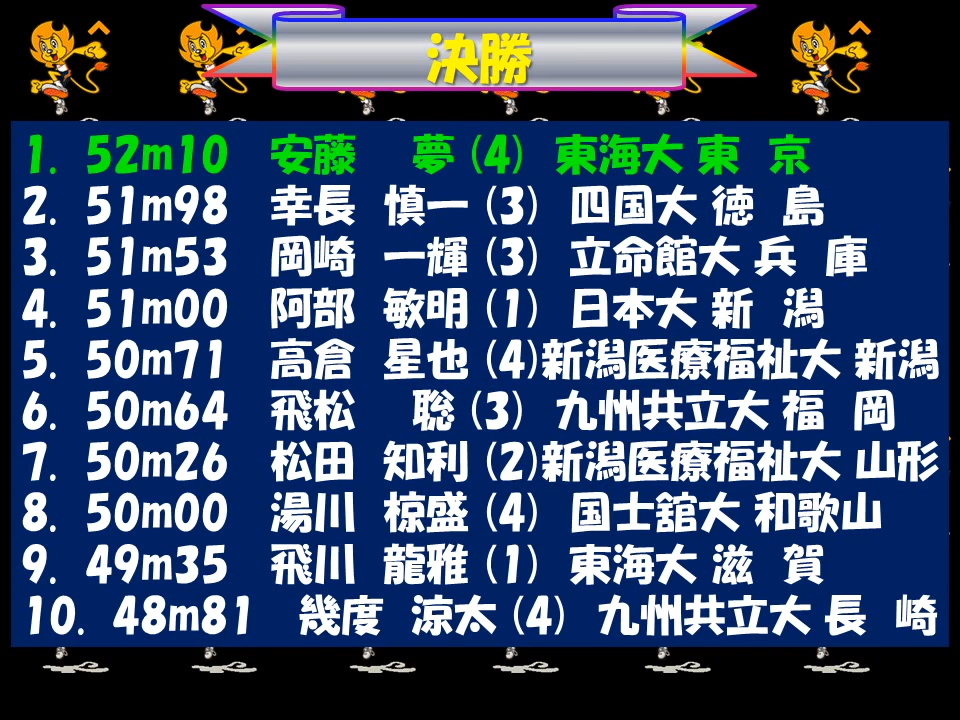 決勝
1. 52m10 安藤 夢 (4) 東海大 東 京
2. 51m98 幸長 慎一 (3) 四国大 徳 島
3. 51m53 岡崎 一輝 (3) 立命館大 兵 庫
4. 51m00 阿部 敏明 (1) 日本大 新 潟
5. 50m71 高倉 星也 (4)新潟医療福祉大 新潟
6. 50m64 飛松 聡 (3) 九州共立大 福 岡
7. 50m26 松田 知利 (2)新潟医療福祉大 山形
8. 50m00 湯川 椋盛 (4) 国士舘大 和歌山
9. 49m35 飛川 龍雅 (1) 東海大 滋 賀
10. 48m81 幾度 涼太 (4) 九州共立大 長 崎